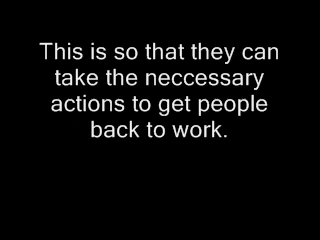 This is so that they can
take the neccessary
actions to get people
back to work.